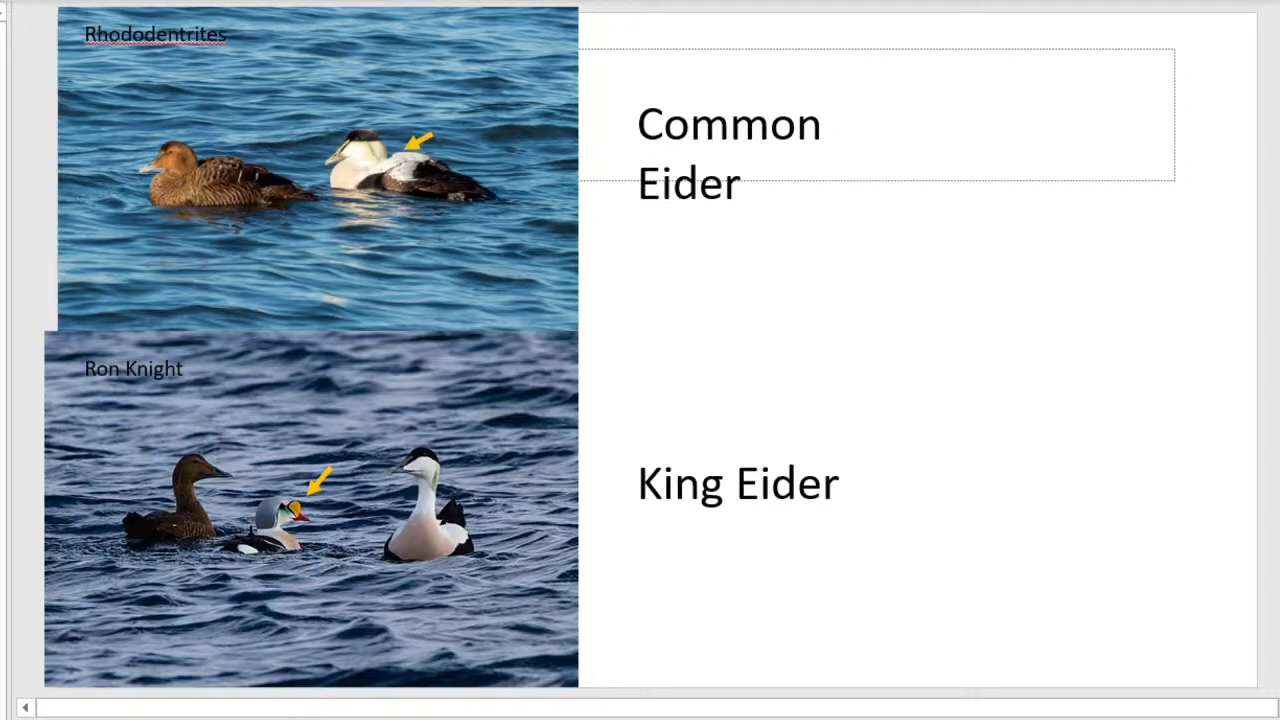 Rhododentrites
Common
Eider
Ron Knight
King Eider